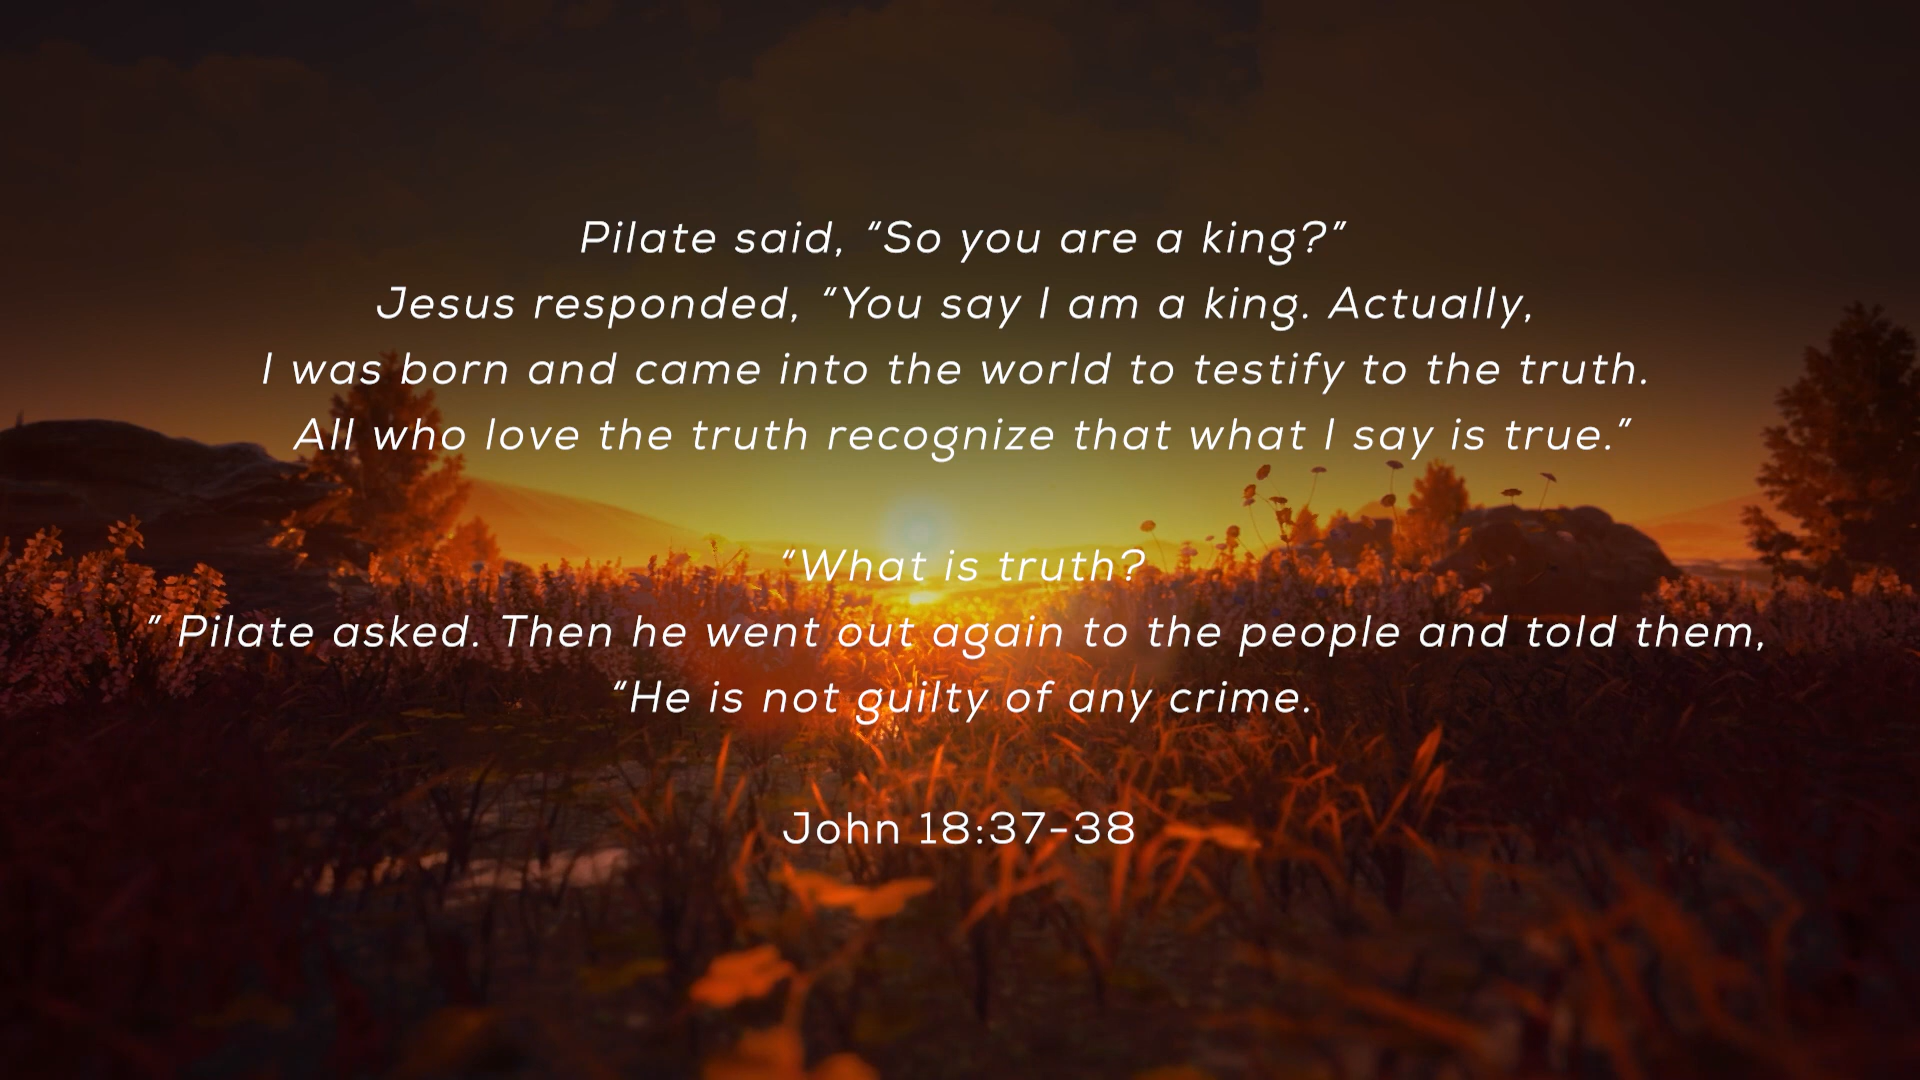 Pilate said, “So you are a king?”
Jesus responded, “You say I am a king. Actually,
I was born and came into the world to testify to the truth.
All who love the truth recognize that what I say is true.”
“What is truth?
” Pilate asked. Then he went out again to the people and told them,
“He is not guilty of any crime.
John 18:37-38